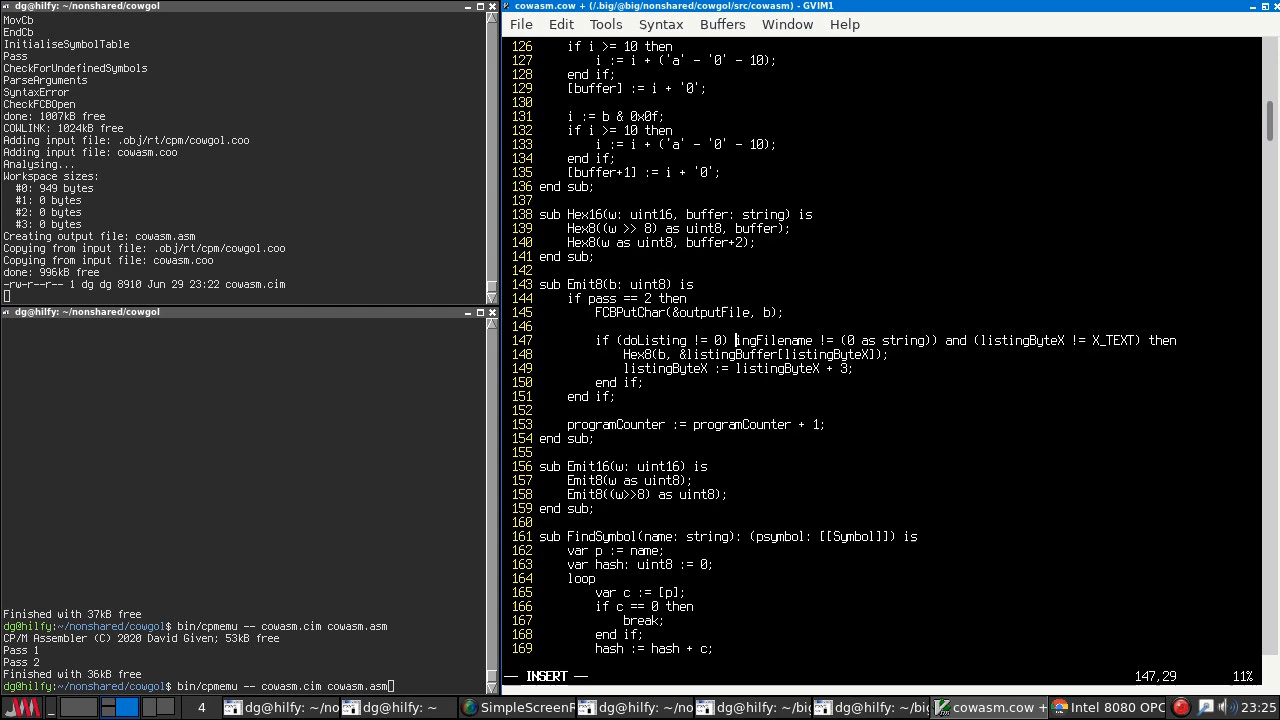 dg@hilfy: ~/nonshared/cowgol
MovCb
EndCb
InitialiseSymbolTable
Pass
CheckForUndefinedSymbols
ParseArguments
SyntaxError
CheckFCBOpen
done: 1007kB free
COWLINK: 1024kB free
Adding input file: .obj/rt/cpm/cowgol.coo
Adding input file: cowasm.coo
Analysing...
Workspace sizes:
  #0: 949 bytes
  #1: 0 bytes
  #2: 0 bytes
  #3: 0 bytes
Creating output file: cowasm.asm
Copying from input file: .obj/rt/cpm/cowgol.coo
Copying from input file: cowasm.coo
done: 996kB free
-rw-r--r-- 1 dg dg 8910 Jun 29 23:22 cowasm.cim
dg@hilfy: ~/nonshared/cowgol
Finished with 37kB free
dg@hilfy:~/nonshared/cowgol$ bin/cpmemu -- cowasm.cim cowasm.asm
CP/M Assembler (C) 2020 David Given; 53kB free
Pass 1
Pass 2
Finished with 36kB free
dg@hilfy:~/nonshared/cowgol$ bin/cpmemu -- cowasm.cim cowasm.asm
cowasm.cow + (/.big/@big/nonshared/cowgol/src/cowasm) - GVIM1
File Edit Tools Syntax Buffers Window Help
126     if i >= 10 then
127         i := i + ('a' - '0' - 10);
128     end if;
129     [buffer] := i + '0';
130
131     i := b & 0x0f;
132     if i >= 10 then
133         i := i + ('a' - '0' - 10);
134     end if;
135     [buffer+1] := i + '0';
136 end sub;
137
138 sub Hex16(w: uint16, buffer: string) is
139     Hex8((w >> 8) as uint8, buffer);
140     Hex8(w as uint8, buffer+2);
141 end sub;
142
143 sub Emit8(b: uint8) is
144     if pass == 2 then
145         FCBPutChar(&outputFile, b);
146
147         if (doListing != 0) ingFilename != (0 as string)) and (listingByteX != X_TEXT) then
148             Hex8(b, &listingBuffer[listingByteX]);
149             listingByteX := listingByteX + 3;
150         end if;
151     end if;
152
153     programCounter := programCounter + 1;
154 end sub;
155
156 sub Emit16(w: uint16) is
157     Emit8(w as uint8);
158     Emit8((w>>8) as uint8);
159 end sub;
160
161 sub FindSymbol(name: string): (psymbol: [[Symbol]]) is
162     var p := name;
163     var hash: uint8 := 0;
164     loop
165         var c := [p];
166         if c == 0 then
167             break;
168         end if;
169         hash := hash + c;
-- INSERT -- 147,29 11%
4 dg@hilfy: ~/no dg@hilfy: ~ SimpleScreenR dg@hilfy: ~/no dg@hilfy: ~/big dg@hilfy: ~/big cowasm.cow + Intel 8080 OPC 23:25